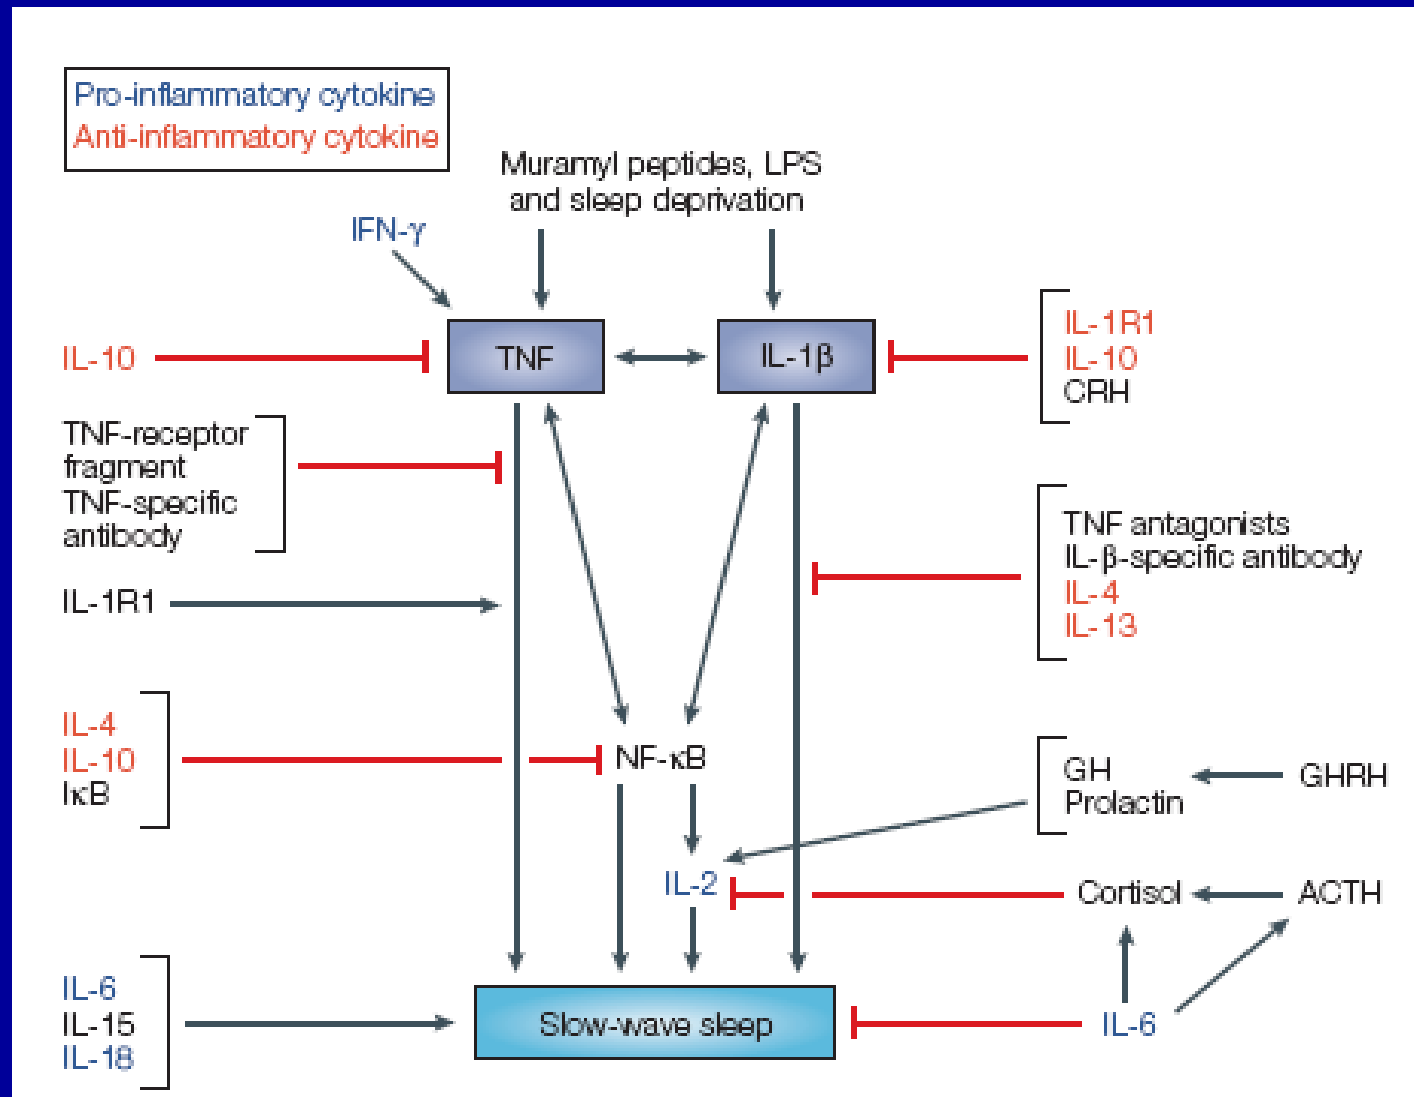 Pro-inflammatory cytokine
Anti-inflammatory cytokine
Muramyl peptides, LPS
and sleep deprivation
IFN-γ
IL-10
TNF
IL-1β
IL-1R1
IL-10
CRH
TNF-receptor
fragment
TNF-specific
antibody
TNF antagonists
IL-β-specific antibody
IL-4
IL-13
IL-1R1
IL-4
IL-10
IκB
NF-κB
GH
Prolactin
GHRH
IL-2
Cortisol
ACTH
IL-6
IL-15
IL-18
Slow-wave sleep
IL-6